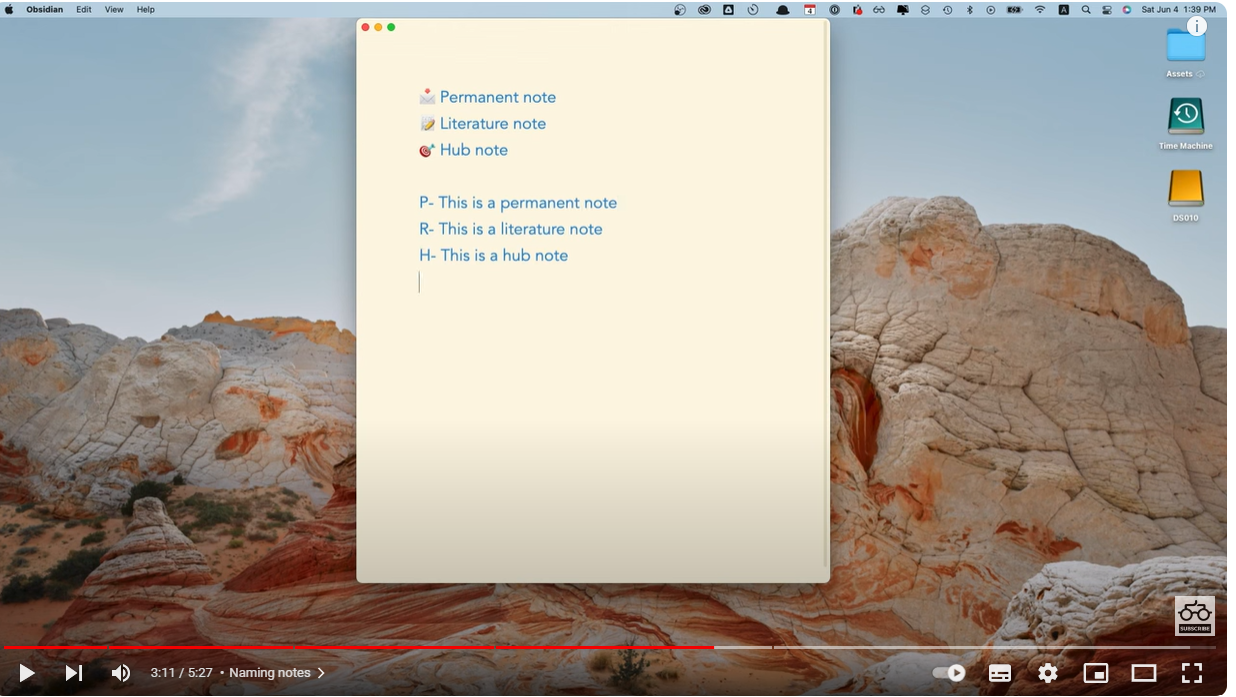 Obsidian Edit View Help
4
A
Sat Jun 4 1:39 PM
i
Assets
Time Machine
DS010
Permanent note
Literature note
Hub note
P- This is a permanent note
R- This is a literature note
H- This is a hub note
SUBSCRIBE
3:11 / 5:27 • Naming notes